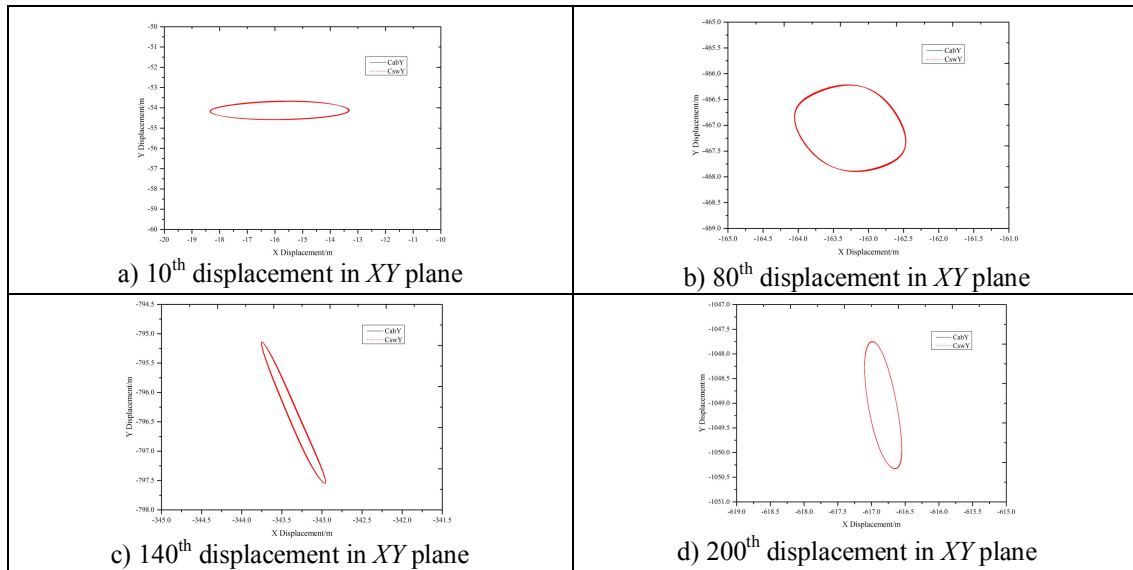 -50
-51
-52
-53
-54
-55
-56
-57
-58
-59
-60
Y Displacement/m
CabY
CswY
-20 -19 -18 -17 -16 -15 -14 -13 -12 -11 -10
X Displacement/m
a) 10th displacement in XY plane
-465.0
-465.5
-466.0
-466.5
-467.0
-467.5
-468.0
-468.5
-469.0
Y Displacement/m
CabY
CswY
-165.0 -164.5 -164.0 -163.5 -163.0 -162.5 -162.0 -161.5 -161.0
X Displacement/m
b) 80th displacement in XY plane
-794.5
-795.0
-795.5
-796.0
-796.5
-797.0
-797.5
-798.0
Y Displacement/m
CabY
CswY
-345.0 -344.5 -344.0 -343.5 -343.0 -342.5 -342.0 -341.5
X Displacement/m
c) 140th displacement in XY plane
-1047.0
-1047.5
-1048.0
-1048.5
-1049.0
-1049.5
-1050.0
-1050.5
-1051.0
Y Displacement/m
CabY
CswY
-619.0 -618.5 -618.0 -617.5 -617.0 -616.5 -616.0 -615.5 -615.0
X Displacement/m
d) 200th displacement in XY plane